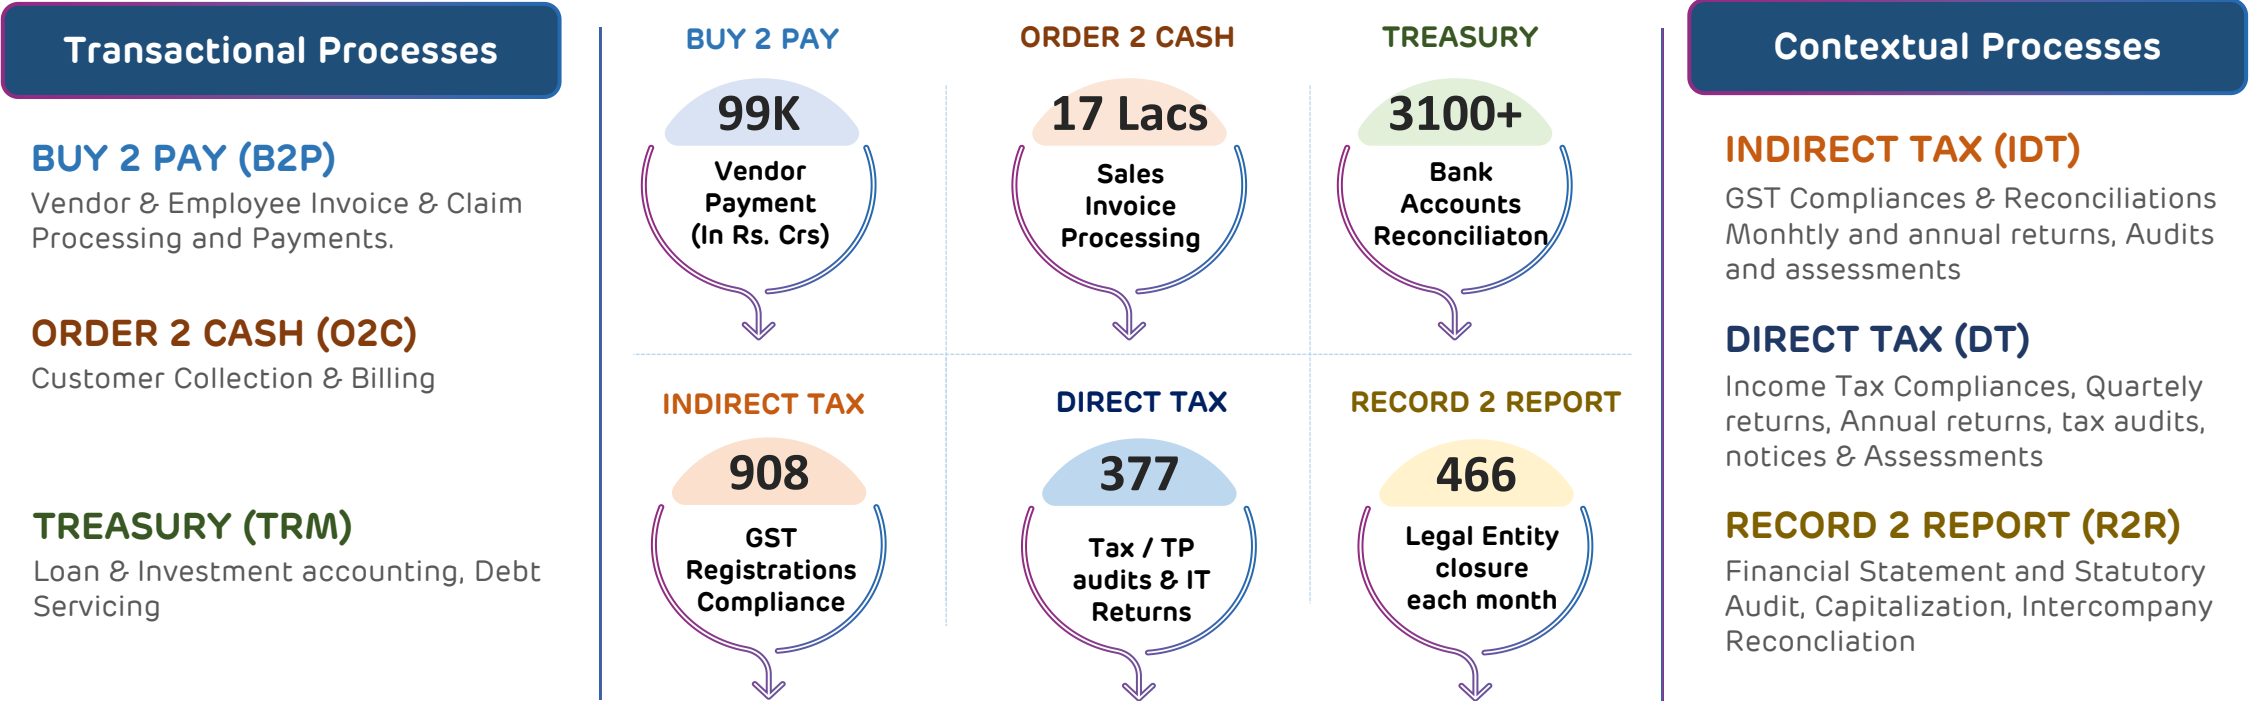 Transactional Processes
BUY 2 PAY (B2P)
Vendor & Employee Invoice & Claim
Processing and Payments.
ORDER 2 CASH (O2C)
Customer Collection & Billing
TREASURY (TRM)
Loan & Investment accounting, Debt
Servicing
BUY 2 PAY
99K
Vendor
Payment
(In Rs. Crs)
ORDER 2 CASH
17 Lacs
Sales
Invoice
Processing
TREASURY
3100+
Bank
Accounts
Reconciliaton
INDIRECT TAX
908
GST
Registrations
Compliance
DIRECT TAX
377
Tax / TP
audits & IT
Returns
RECORD 2 REPORT
466
Legal Entity
closure
each month
Contextual Processes
INDIRECT TAX (IDT)
GST Compliances & Reconciliations
Monhtly and annual returns, Audits
and assessments
DIRECT TAX (DT)
Income Tax Compliances, Quartely
returns, Annual returns, tax audits,
notices & Assessments
RECORD 2 REPORT (R2R)
Financial Statement and Statutory
Audit, Capitalization, Intercompany
Reconcliation